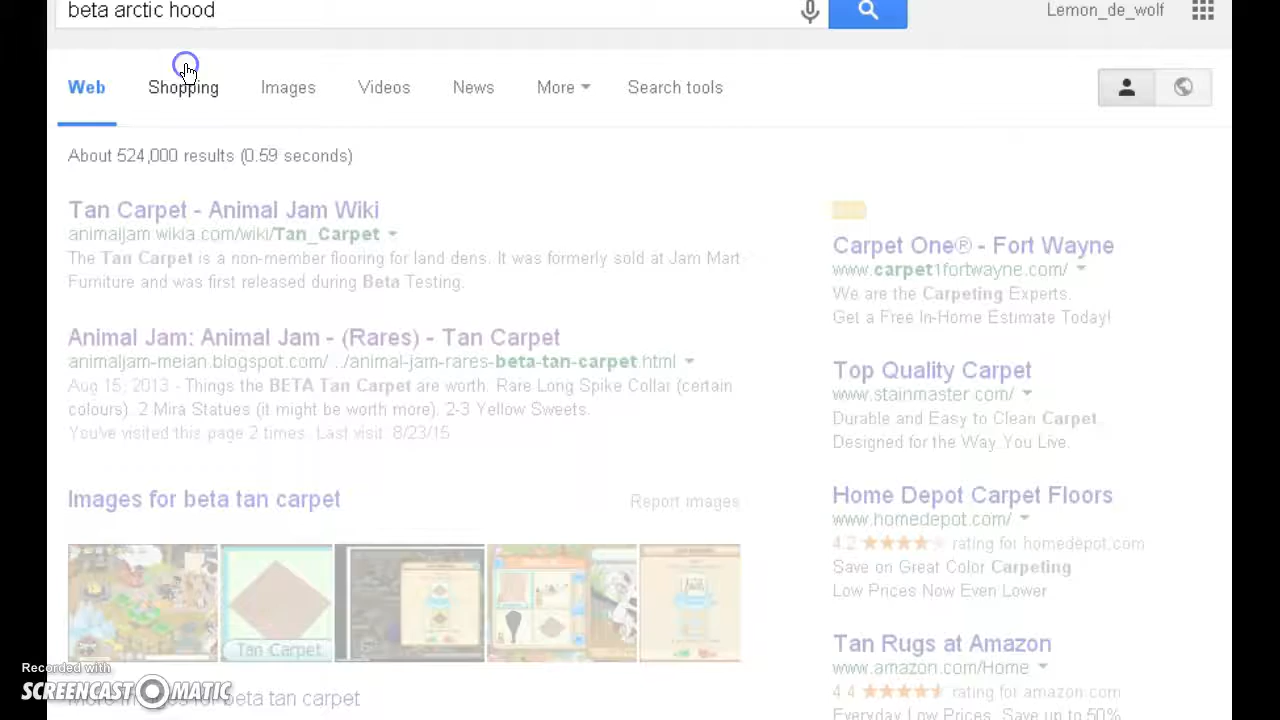 beta arctic hood
Lemon_de_wolf
Web Shopping Images Videos News More Search tools
About 524,000 results (0.59 seconds)
Tan Carpet - Animal Jam Wiki
animaljam.wikia.com/wiki/Tan_Carpet
The Tan Carpet is a non-member flooring for land dens. It was formerly sold at Jam Mart
Furniture and was first released during Beta Testing.
Animal Jam: Animal Jam - (Rares) - Tan Carpet
animaljam-meian.blogspot.com/.../animal-jam-rares-beta-tan-carpet.html
Aug 15, 2013 - Things the BETA Tan Carpet are worth. Rare Long Spike Collar (certain
colours). 2 Mira Statues (it might be worth more). 2-3 Yellow Sweets.
You've visited this page 2 times. Last visit: 8/23/15
Images for beta tan carpet
Report images
Tan Carpet
More images for beta tan carpet
Carpet One® - Fort Wayne
www.carpet1fortwayne.com/
We are the Carpeting Experts.
Get a Free In-Home Estimate Today!
Top Quality Carpet
www.stainmaster.com/
Durable and Easy to Clean Carpet.
Designed for the Way You Live.
Home Depot Carpet Floors
www.homedepot.com/
4.2 ★★★★★ rating for homedepot.com
Save on Great Color Carpeting
Low Prices Now Even Lower
Tan Rugs at Amazon
www.amazon.com/Home
4.4 ★★★★★ rating for amazon.com
Everyday Low Prices. Save up to 50%
Recorded with
SCREENCAST-O-MATIC